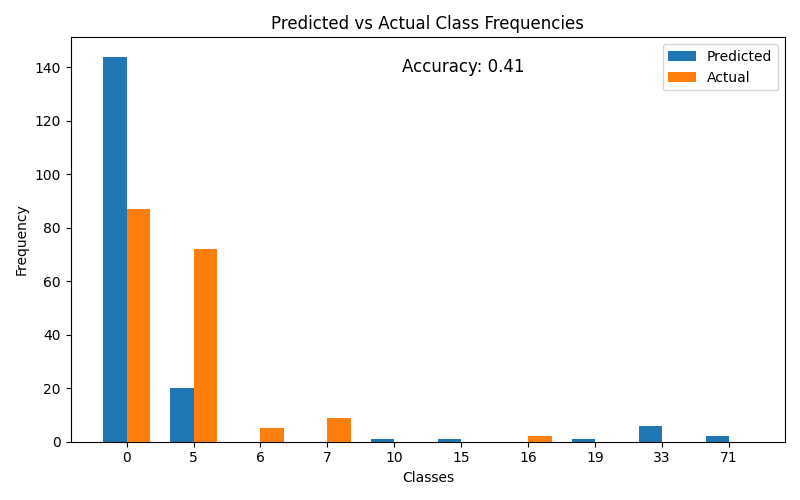 Predicted vs Actual Class Frequencies
Accuracy: 0.41
Predicted
Actual
Frequency
140
120
100
80
60
40
20
0
0 5 6 7 10 15 16 19 33 71
Classes